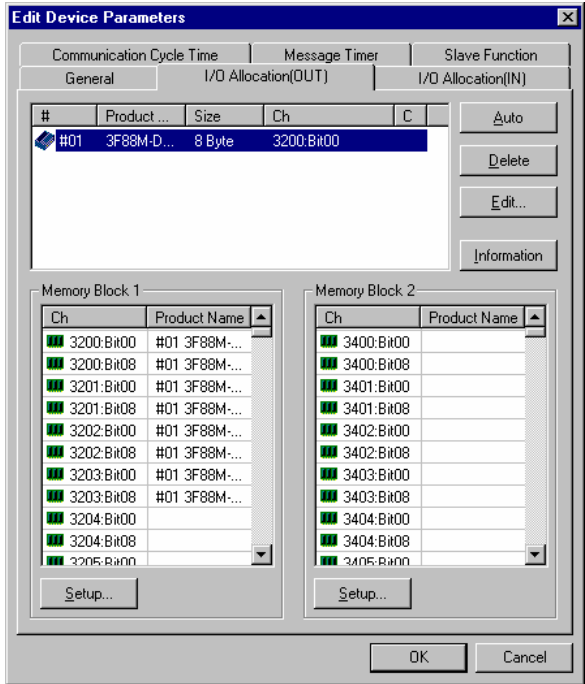 Edit Device Parameters
Communication Cycle Time Message Timer Slave Function
General I/O Allocation(OUT) I/O Allocation(IN)
# Product ... Size Ch C
#01 3F88M-D... 8 Byte 3200:Bit00
Auto
Delete
Edit...
Information
Memory Block 1
Ch Product Name
3200:Bit00 #01 3F88M-...
3200:Bit08 #01 3F88M-...
3201:Bit00 #01 3F88M-...
3201:Bit08 #01 3F88M-...
3202:Bit00 #01 3F88M-...
3202:Bit08 #01 3F88M-...
3203:Bit00 #01 3F88M-...
3203:Bit08 #01 3F88M-...
3204:Bit00
3204:Bit08
3205:Bit00
Setup...
Memory Block 2
Ch Product Name
3400:Bit00
3400:Bit08
3401:Bit00
3401:Bit08
3402:Bit00
3402:Bit08
3403:Bit00
3403:Bit08
3404:Bit00
3404:Bit08
3405:Bit00
Setup...
OK Cancel